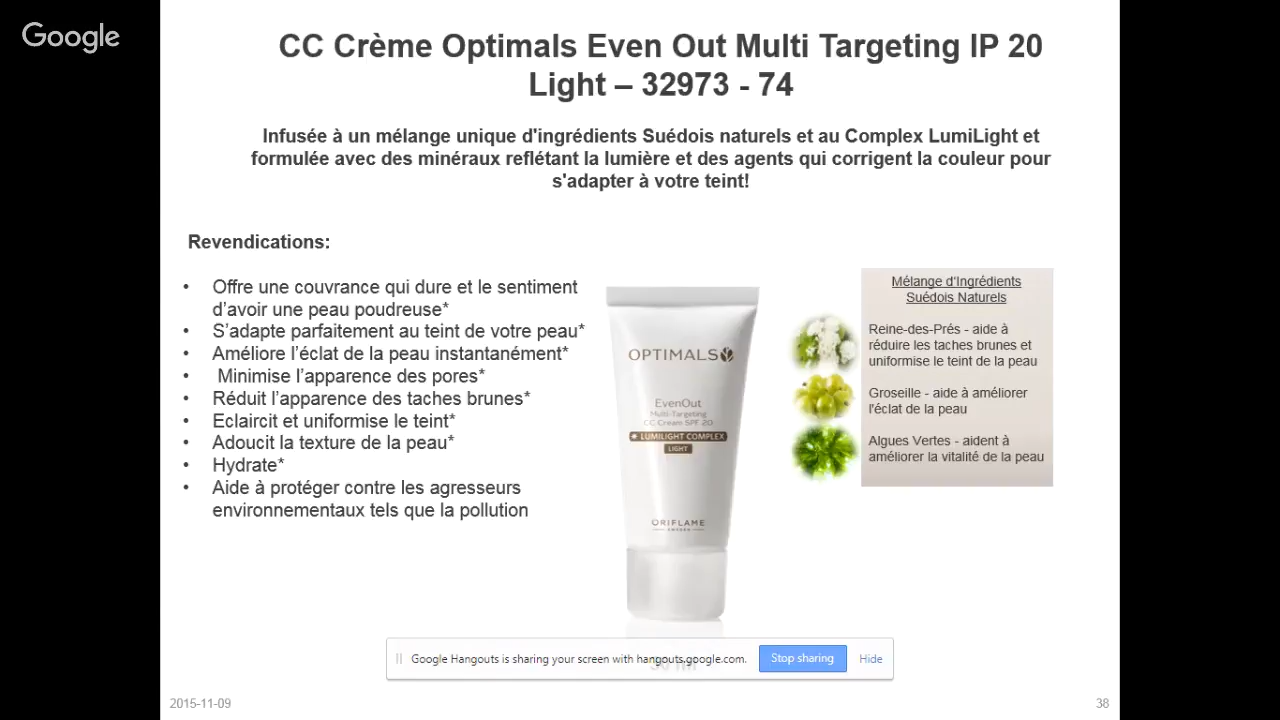 Google
CC Crème Optimals Even Out Multi Targeting IP 20
Light – 32973 - 74
Infusée à un mélange unique d'ingrédients Suédois naturels et au Complex LumiLight et
formulée avec des minéraux reflétant la lumière et des agents qui corrigent la couleur pour
s'adapter à votre teint!
Revendications:
• Offre une couvrance qui dure et le sentiment
d’avoir une peau poudreuse*
• S’adapte parfaitement au teint de votre peau*
• Améliore l’éclat de la peau instantanément*
• Minimise l’apparence des pores*
• Réduit l’apparence des taches brunes*
• Eclaircit et uniformise le teint*
• Adoucit la texture de la peau*
• Hydrate*
• Aide à protéger contre les agresseurs
environnementaux tels que la pollution
OPTIMALS
EvenOut
Multi-Targeting
CC Cream SPF 20
LUMILIGHT COMPLEX
LIGHT
ORIFLAME
SWEDEN
Mélange d'Ingrédients
Suédois Naturels
Reine-des-Prés - aide à
réduire les taches brunes et
uniformise le teint de la peau
Groseille - aide à améliorer
l'éclat de la peau
Algues Vertes - aident à
améliorer la vitalité de la peau
Google Hangouts is sharing your screen with hangouts.google.com.
Stop sharing
Hide
2015-11-09
38